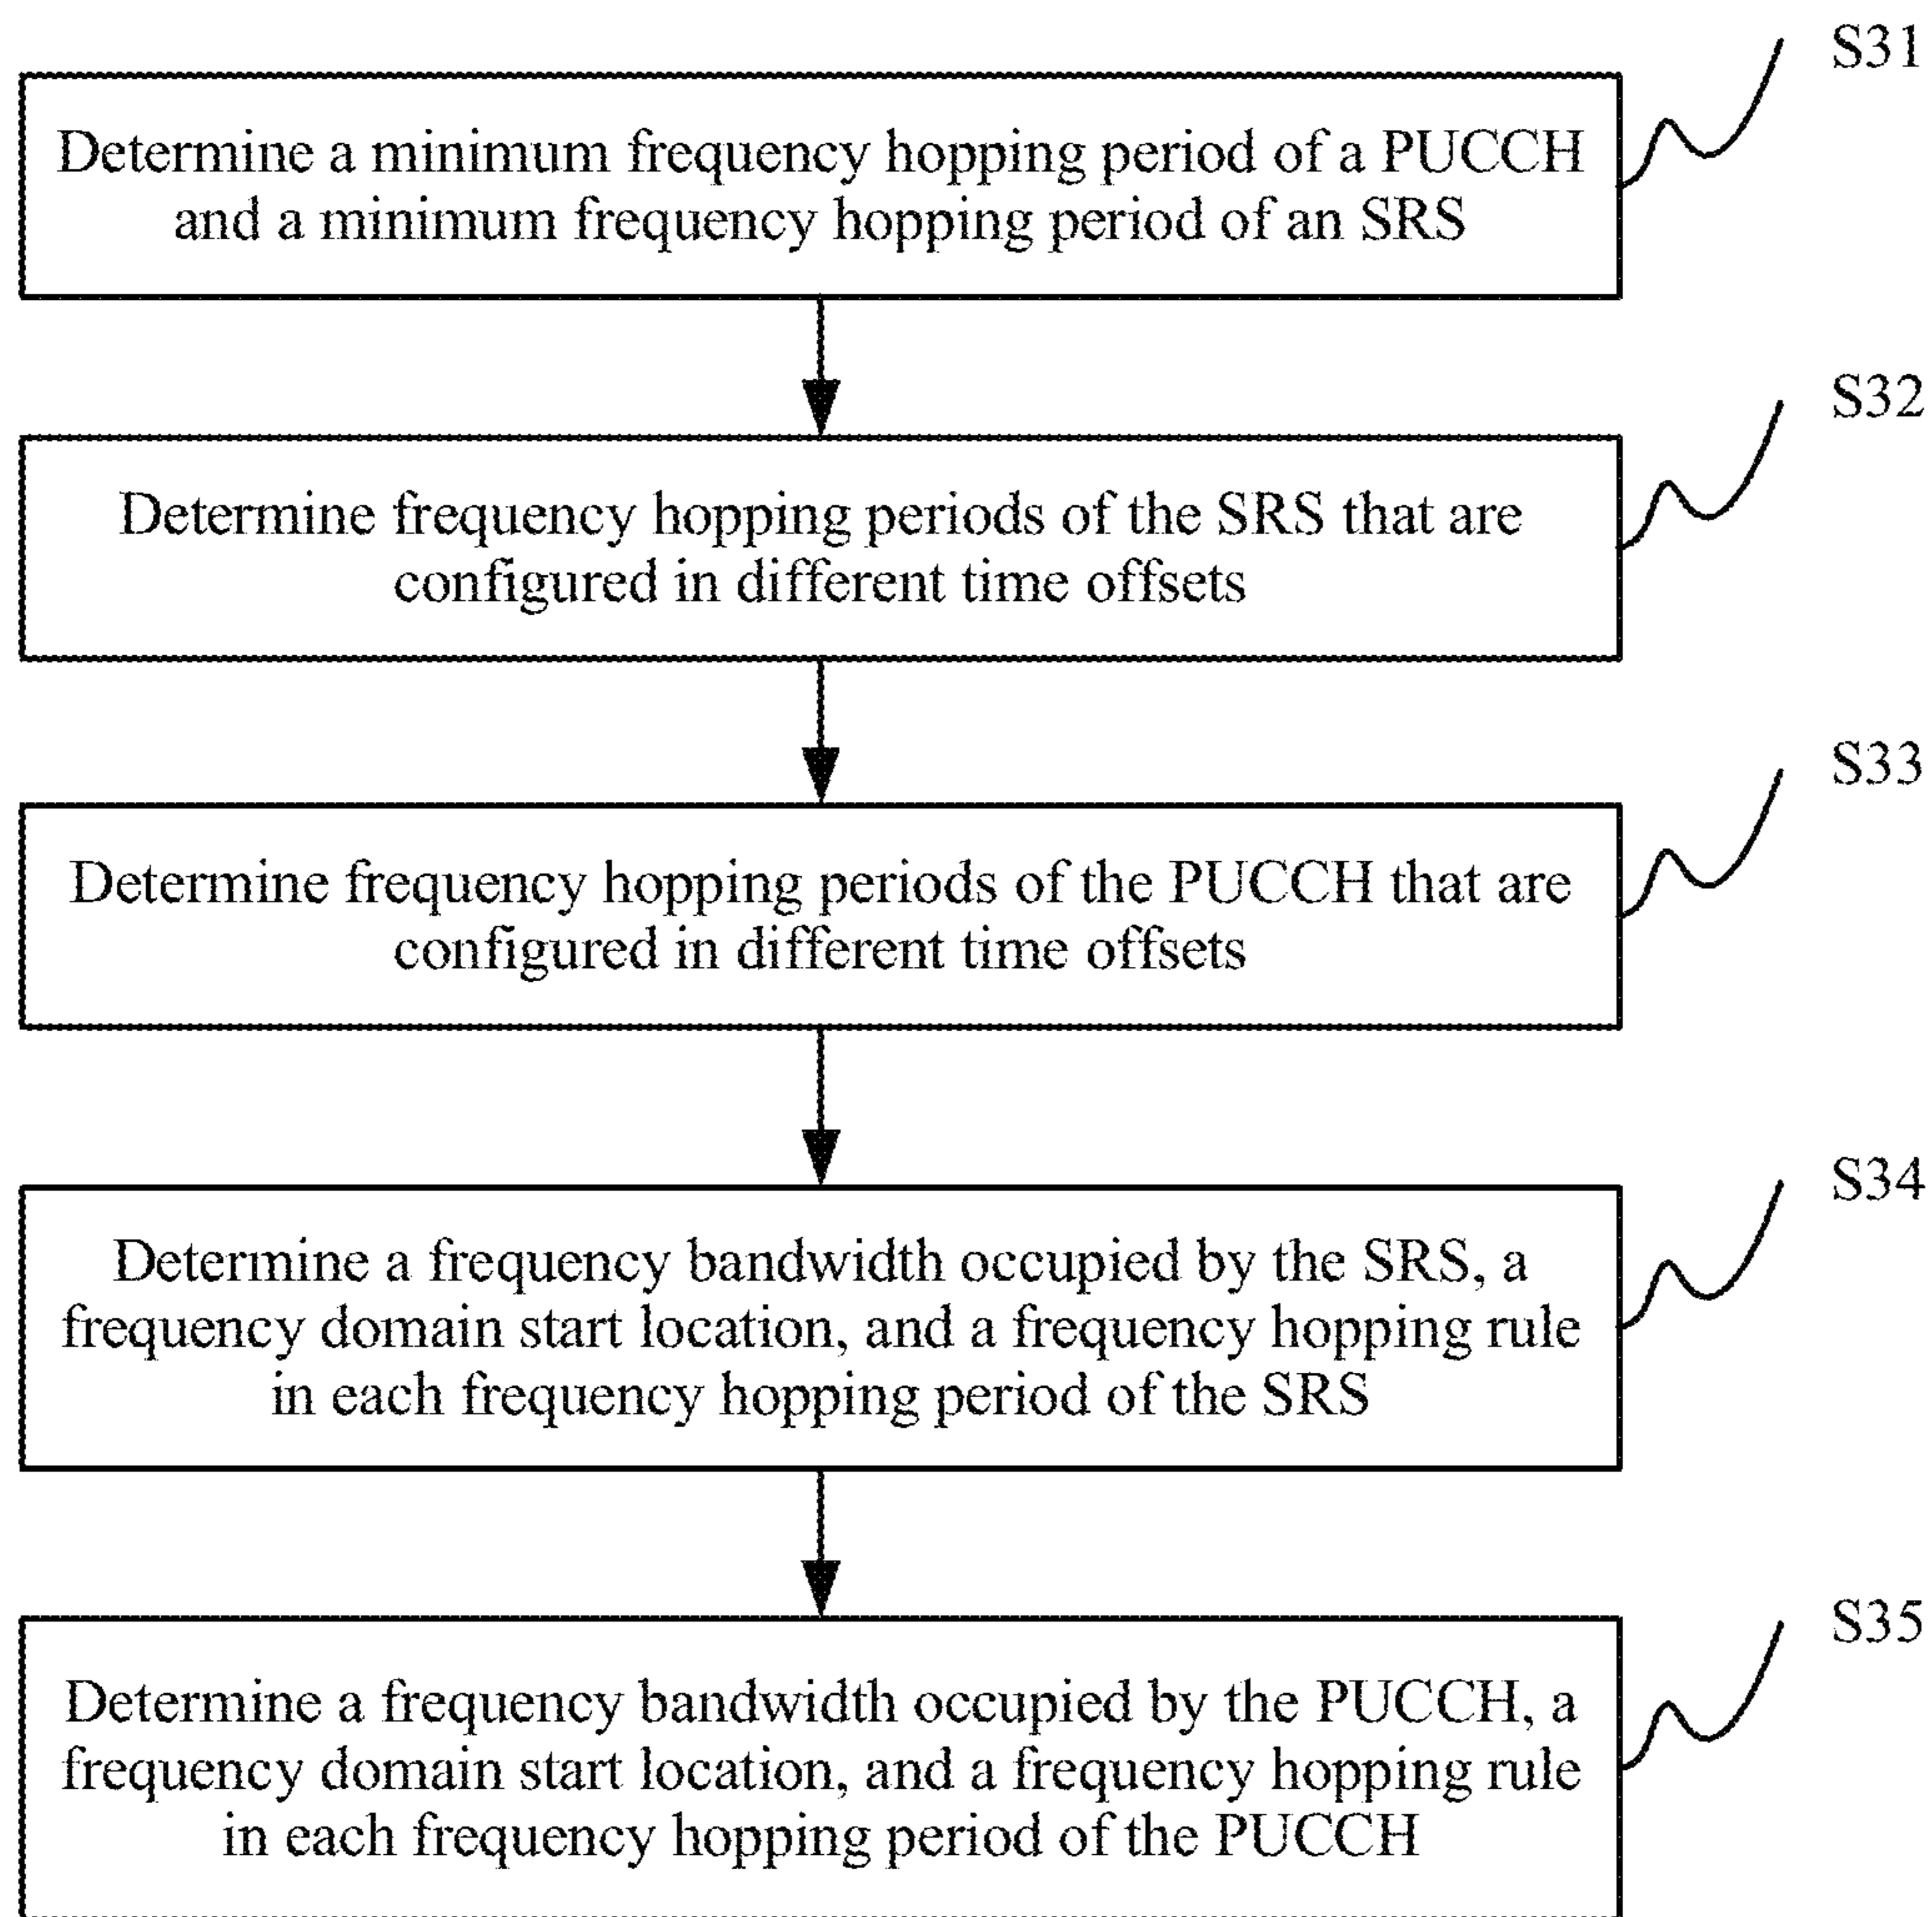 S31
Determine a minimum frequency hopping period of a PUCCH
and a minimum frequency hopping period of an SRS
S32
Determine frequency hopping periods of the SRS that are
configured in different time offsets
S33
Determine frequency hopping periods of the PUCCH that are
configured in different time offsets
S34
Determine a frequency bandwidth occupied by the SRS, a
frequency domain start location, and a frequency hopping rule
in each frequency hopping period of the SRS
S35
Determine a frequency bandwidth occupied by the PUCCH, a
frequency domain start location, and a frequency hopping rule
in each frequency hopping period of the PUCCH